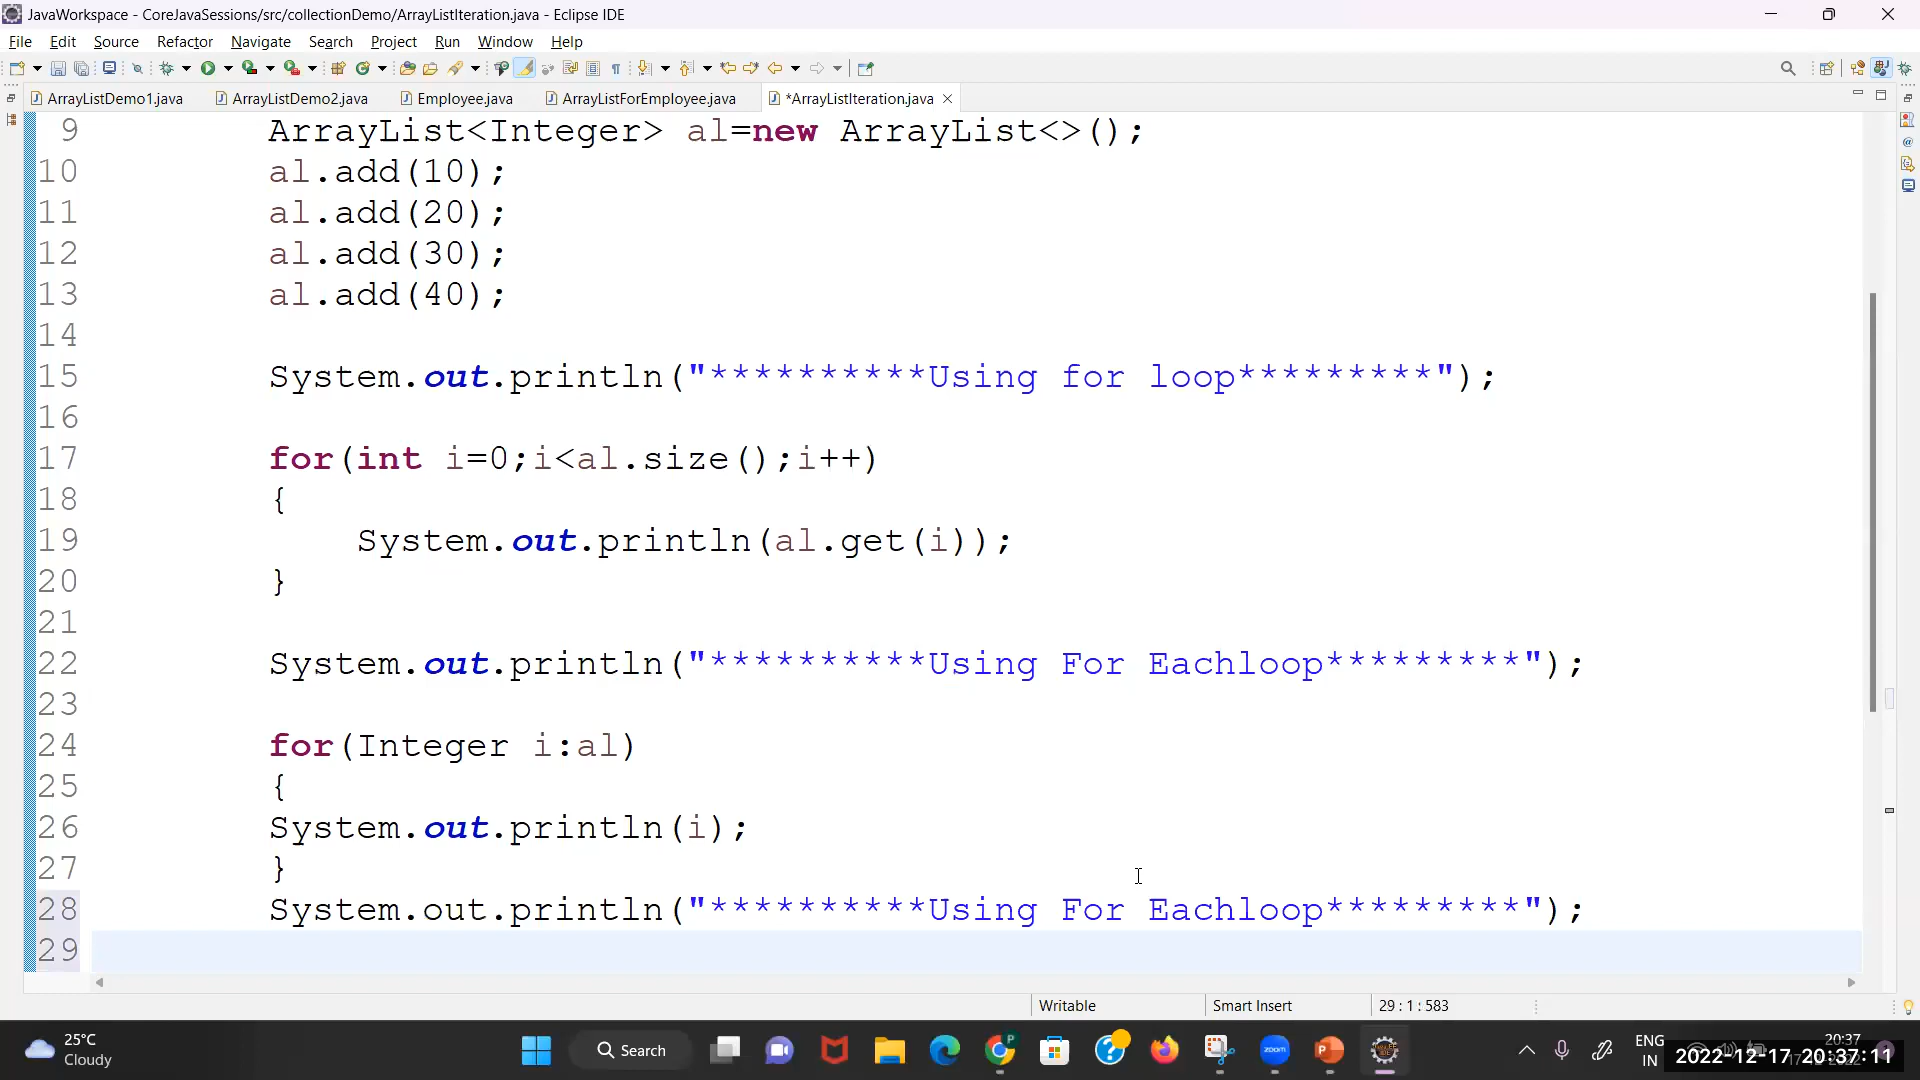 JavaWorkspace - CoreJavaSessions/src/collectionDemo/ArrayListIteration.java - Eclipse IDE
File Edit Source Refactor Navigate Search Project Run Window Help
ArrayListDemo1.java ArrayListDemo2.java Employee.java ArrayListForEmployee.java *ArrayListIteration.java
9 ArrayList<Integer> al=new ArrayList<>();
10 al.add(10);
11 al.add(20);
12 al.add(30);
13 al.add(40);
14
15 System.out.println("**********Using for loop*********");
16
17 for(int i=0;i<al.size();i++)
18 {
19 System.out.println(al.get(i));
20 }
21
22 System.out.println("**********Using For Eachloop*********");
23
24 for(Integer i:al)
25 {
26 System.out.println(i);
27 }
28 System.out.println("**********Using For Eachloop*********");
29
Writable Smart Insert 29 : 1 : 583
25°C
Cloudy
Search
zoom
ENG
IN
20:37
2022-12-17 20:37:11